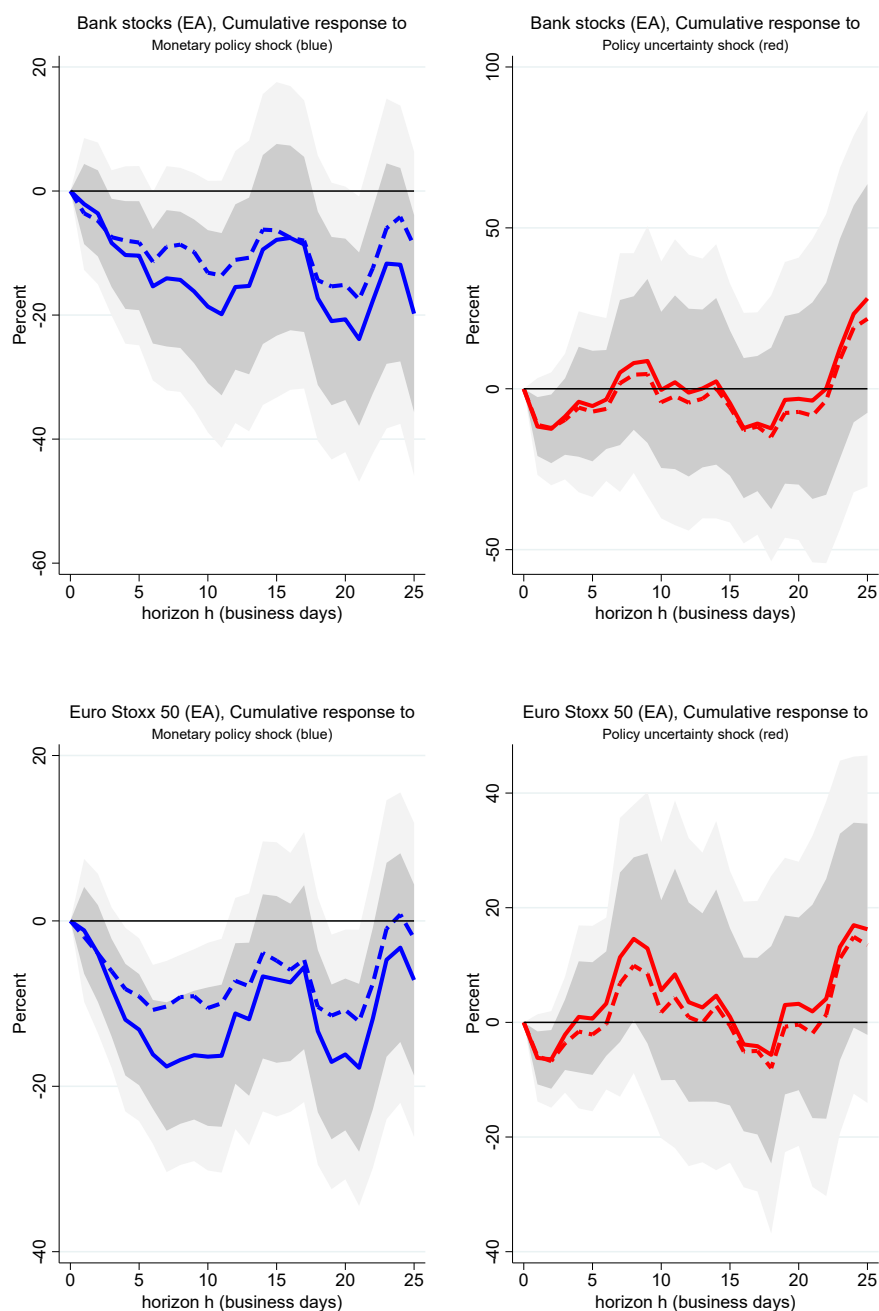 Bank stocks (EA), Cumulative response to
Monetary policy shock (blue)
20
0
-20
-40
-60
Percent
0 5 10 15 20 25
horizon h (business days)
Bank stocks (EA), Cumulative response to
Policy uncertainty shock (red)
100
50
0
-50
Percent
0 5 10 15 20 25
horizon h (business days)
Euro Stoxx 50 (EA), Cumulative response to
Monetary policy shock (blue)
20
0
-20
-40
Percent
0 5 10 15 20 25
horizon h (business days)
Euro Stoxx 50 (EA), Cumulative response to
Policy uncertainty shock (red)
40
20
0
-20
-40
Percent
0 5 10 15 20 25
horizon h (business days)